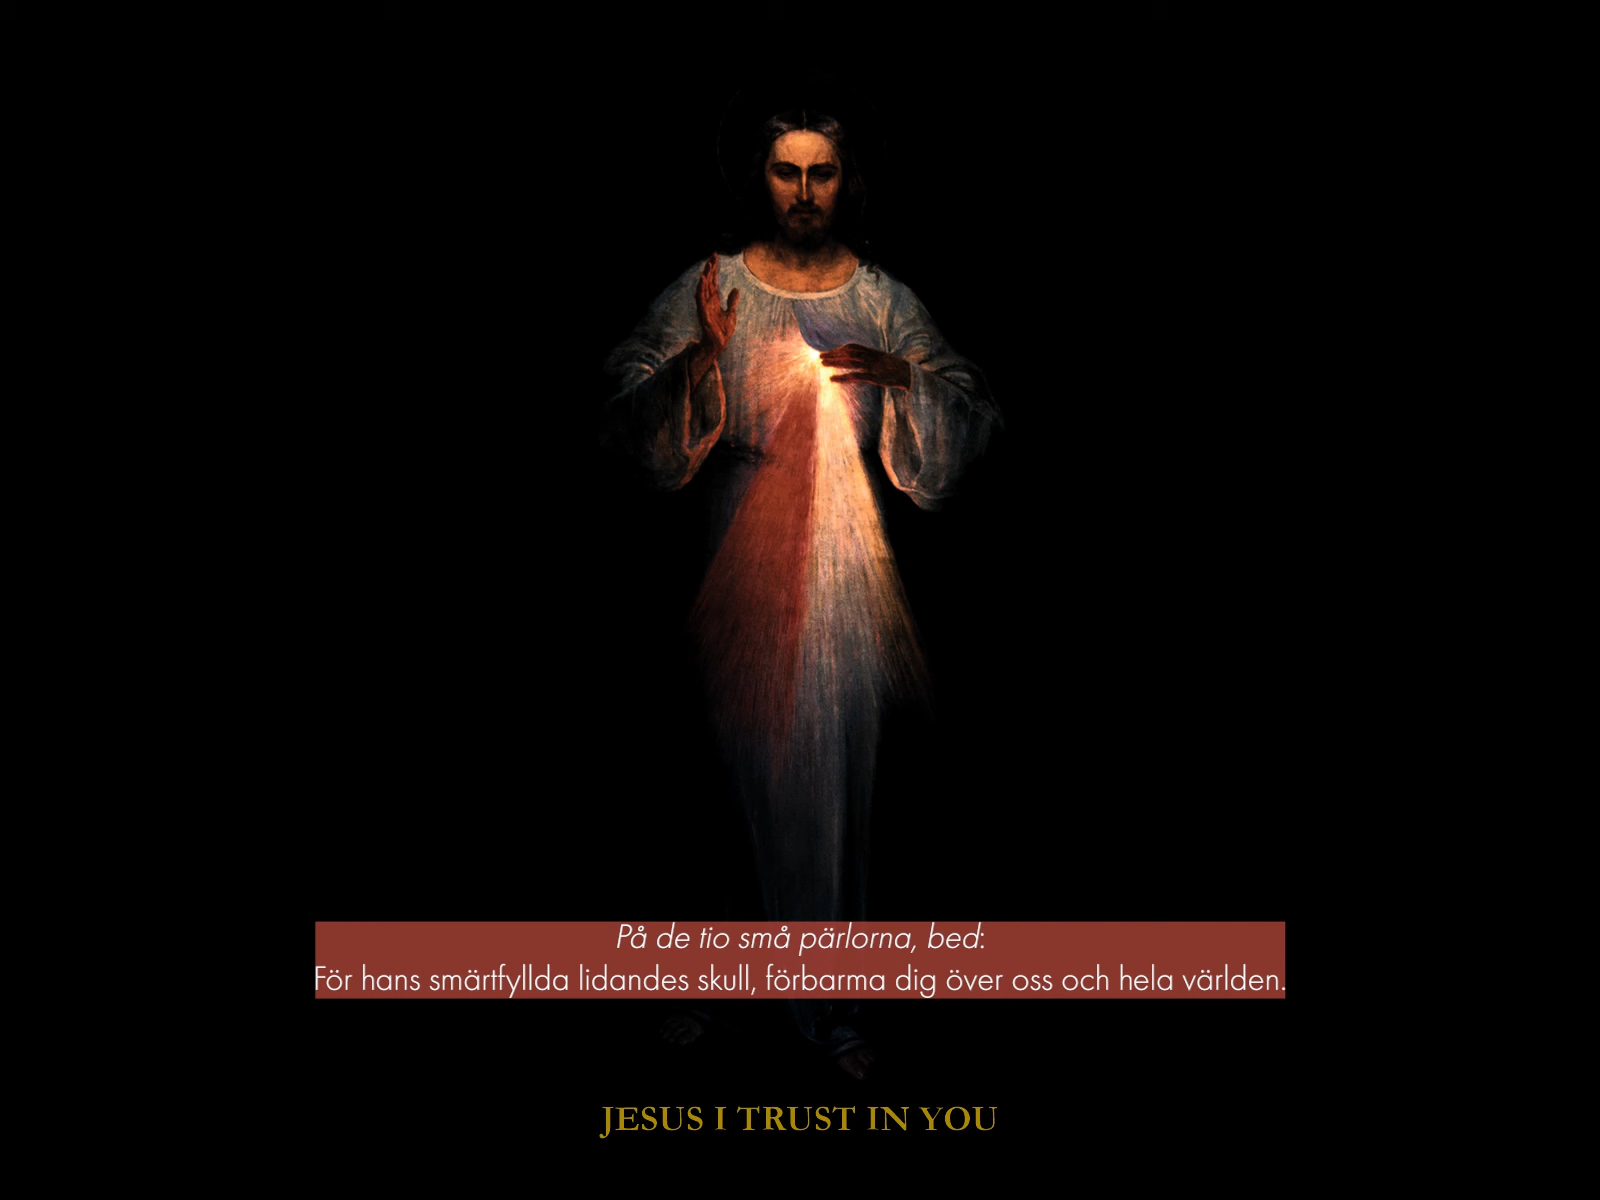 På de tio små pärlorna, bed:
För hans smärtfyllda lidandes skull, förbarma dig över oss och hela världen.
JESUS I TRUST IN YOU